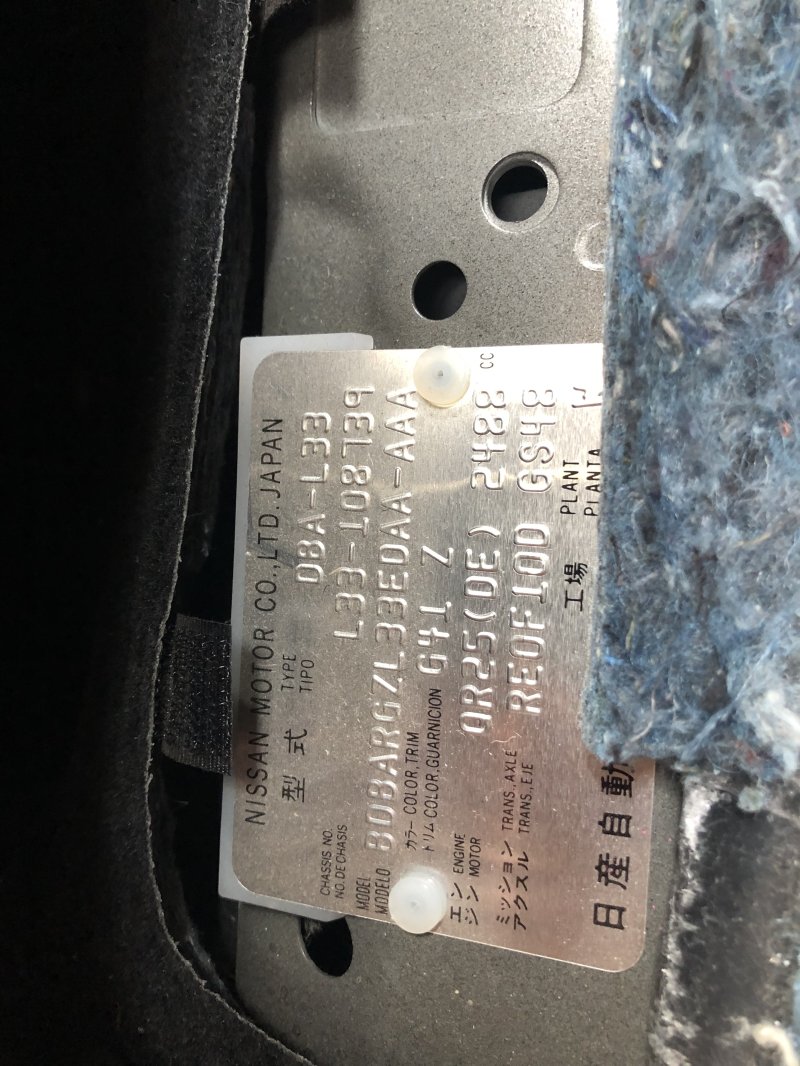 NISSAN MOTOR CO.,LTD.JAPAN
型式 TYPE TIPO DBA-L33
CHASSIS NO.
NO.DECHASIS L33-108739
MODEL
MODELO BDBARGZL33EDAA-AAA
カラー COLOR,TRIM
トリム COLOR,GUARNICION G41 Z
エンジン ENGINE MOTOR QR25(DE) 2488 CC
ミッション TRANS.,AXLE
アクスル TRANS.,EJE RE0F10D GS48
工場 PLANT
PLANTA
日産自動